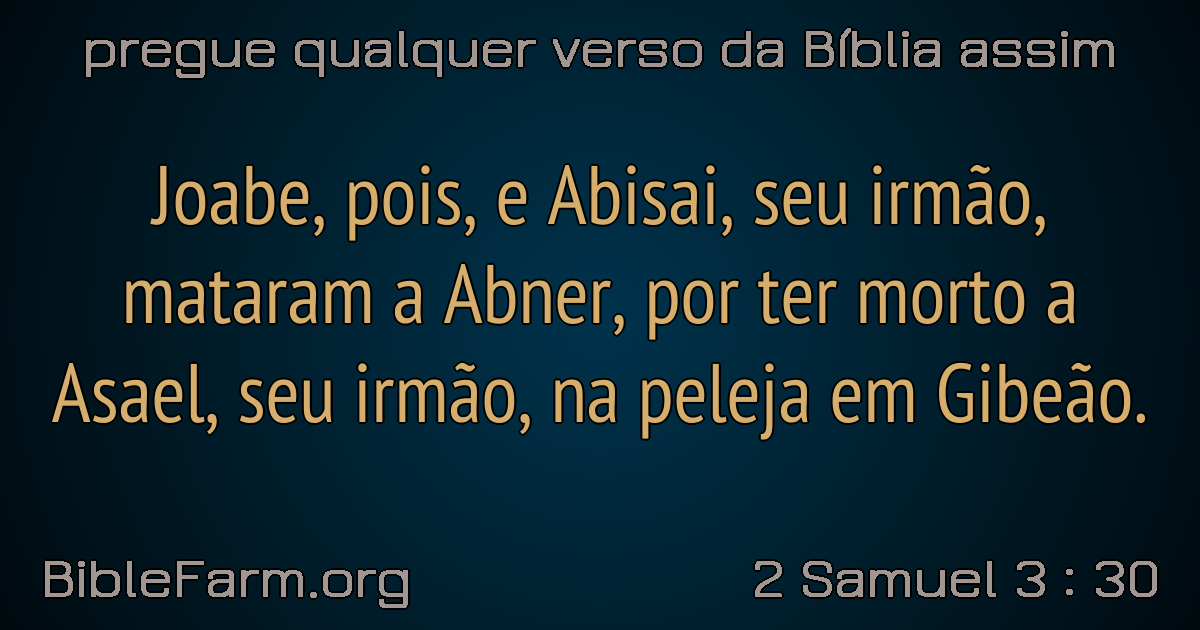 pregue qualquer verso da Bíblia assim
Joabe, pois, e Abisai, seu irmão,
mataram a Abner, por ter morto a
Asael, seu irmão, na peleja em Gibeão.
BibleFarm.org
2 Samuel 3 : 30